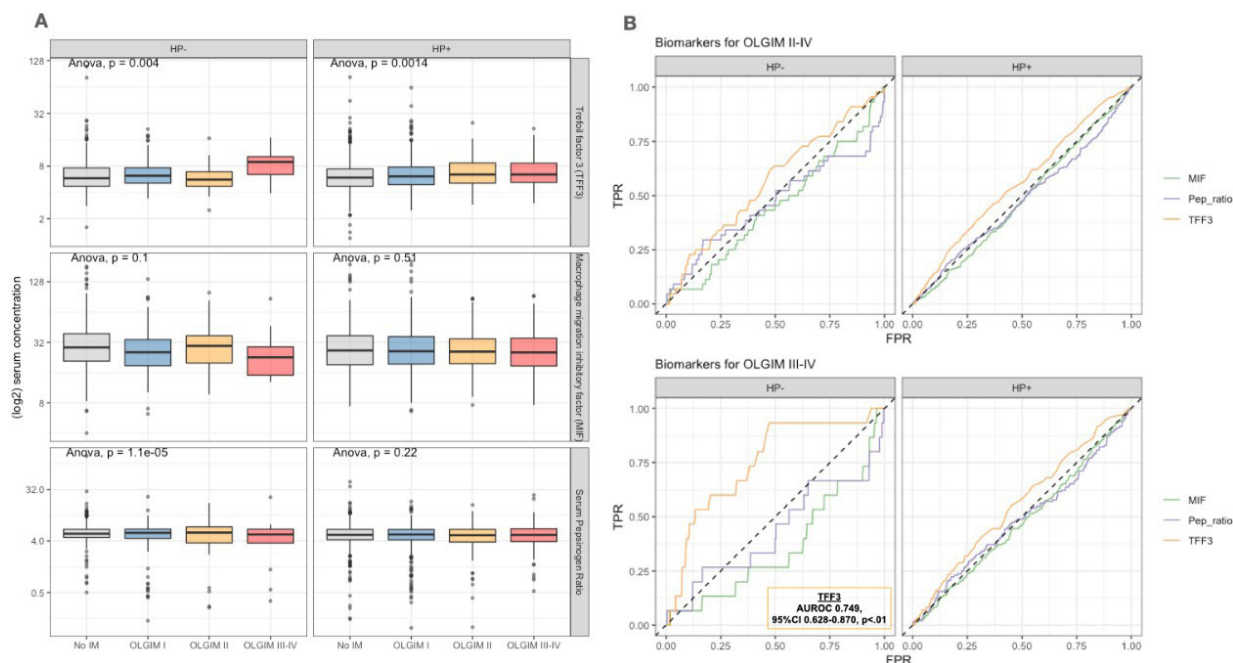 A
HP-
HP+
Anova, p = 0.004
Anova, p = 0.0014
128
32
8
2
Trefoil factor 3 (TFF3)
Anova, p = 0.1
Anova, p = 0.51
128
32
8
Macrophage migration inhibitory factor (MIF)
Anova, p = 1.1e-05
Anova, p = 0.22
32.0
4.0
0.5
Serum Pepsinogen Ratio
(log2) serum concentration
No IM
OLGIM I
OLGIM II
OLGIM III-IV
No IM
OLGIM I
OLGIM II
OLGIM III-IV
B
Biomarkers for OLGIM II-IV
HP-
HP+
1.00
0.75
0.50
0.25
0.00
TPR
0.00
0.25
0.50
0.75
1.00
0.00
0.25
0.50
0.75
1.00
FPR
MIF
Pep_ratio
TFF3
Biomarkers for OLGIM III-IV
HP-
HP+
1.00
0.75
0.50
0.25
0.00
TPR
TFF3
AUROC 0.749,
95%CI 0.628-0.870, p<.01
0.00
0.25
0.50
0.75
1.00
0.00
0.25
0.50
0.75
1.00
FPR
MIF
Pep_ratio
TFF3